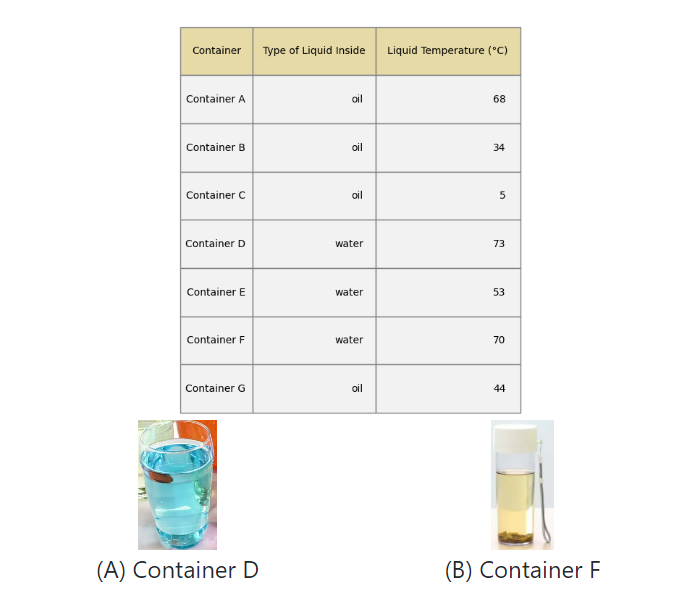 Container Type of Liquid Inside Liquid Temperature (°C)
Container A oil 68
Container B oil 34
Container C oil 5
Container D water 73
Container E water 53
Container F water 70
Container G oil 44
(A) Container D (B) Container F